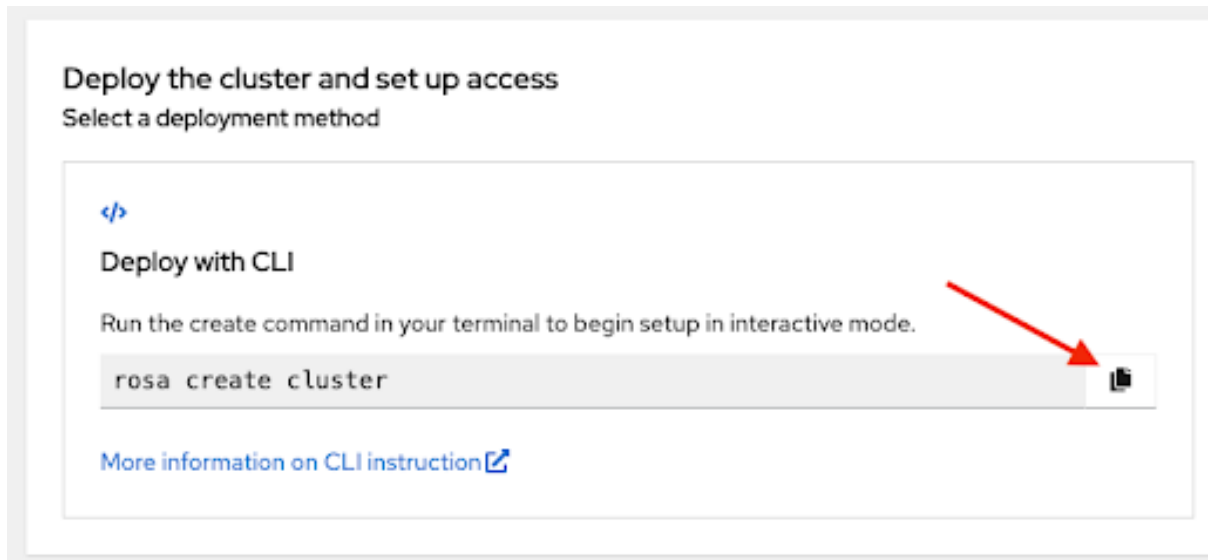 Deploy the cluster and set up access
Select a deployment method
</>
Deploy with CLI
Run the create command in your terminal to begin setup in interactive mode.
rosa create cluster
More information on CLI instruction